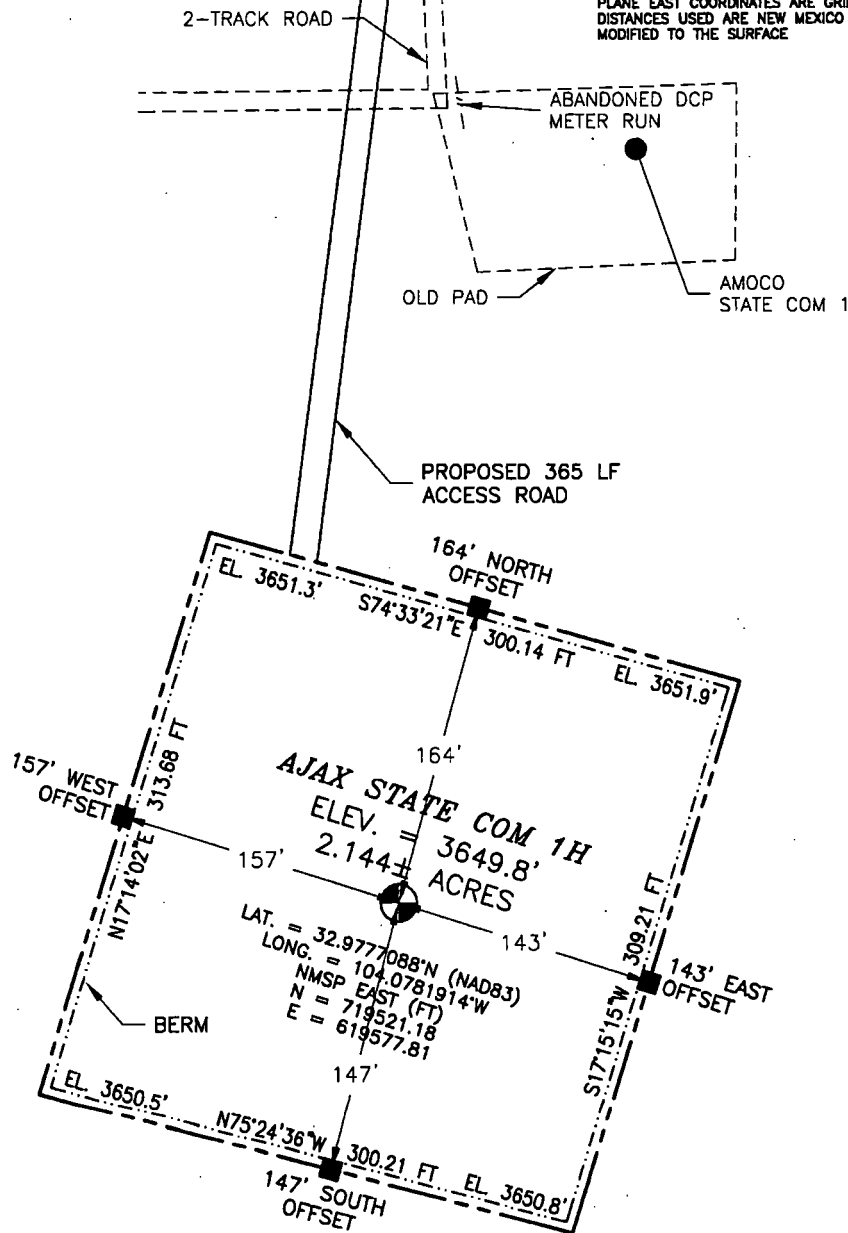 PLANE EAST COORDINATES ARE GRI
DISTANCES USED ARE NEW MEXICO
MODIFIED TO THE SURFACE
2-TRACK ROAD
ABANDONED DCP
METER RUN
OLD PAD
AMOCO
STATE COM 1
PROPOSED 365 LF
ACCESS ROAD
164' NORTH
OFFSET
EL. 3651.3'
S74°33'21"E 300.14 FT
EL. 3651.9'
164'
157' WEST
OFFSET
N17°14'02"E 313.68 FT
AJAX STATE COM 1H
ELEV. = 3649.8'
2.144± ACRES
157'
143'
LAT. = 32.9777088°N (NAD83)
LONG. = 104.0781914°W
NMSP EAST (FT)
N = 719521.18
E = 619577.81
S17°15'15"W 309.21 FT
143' EAST
OFFSET
BERM
147'
EL. 3650.5'
N75°24'36"W 300.21 FT
EL. 3650.8'
147' SOUTH
OFFSET